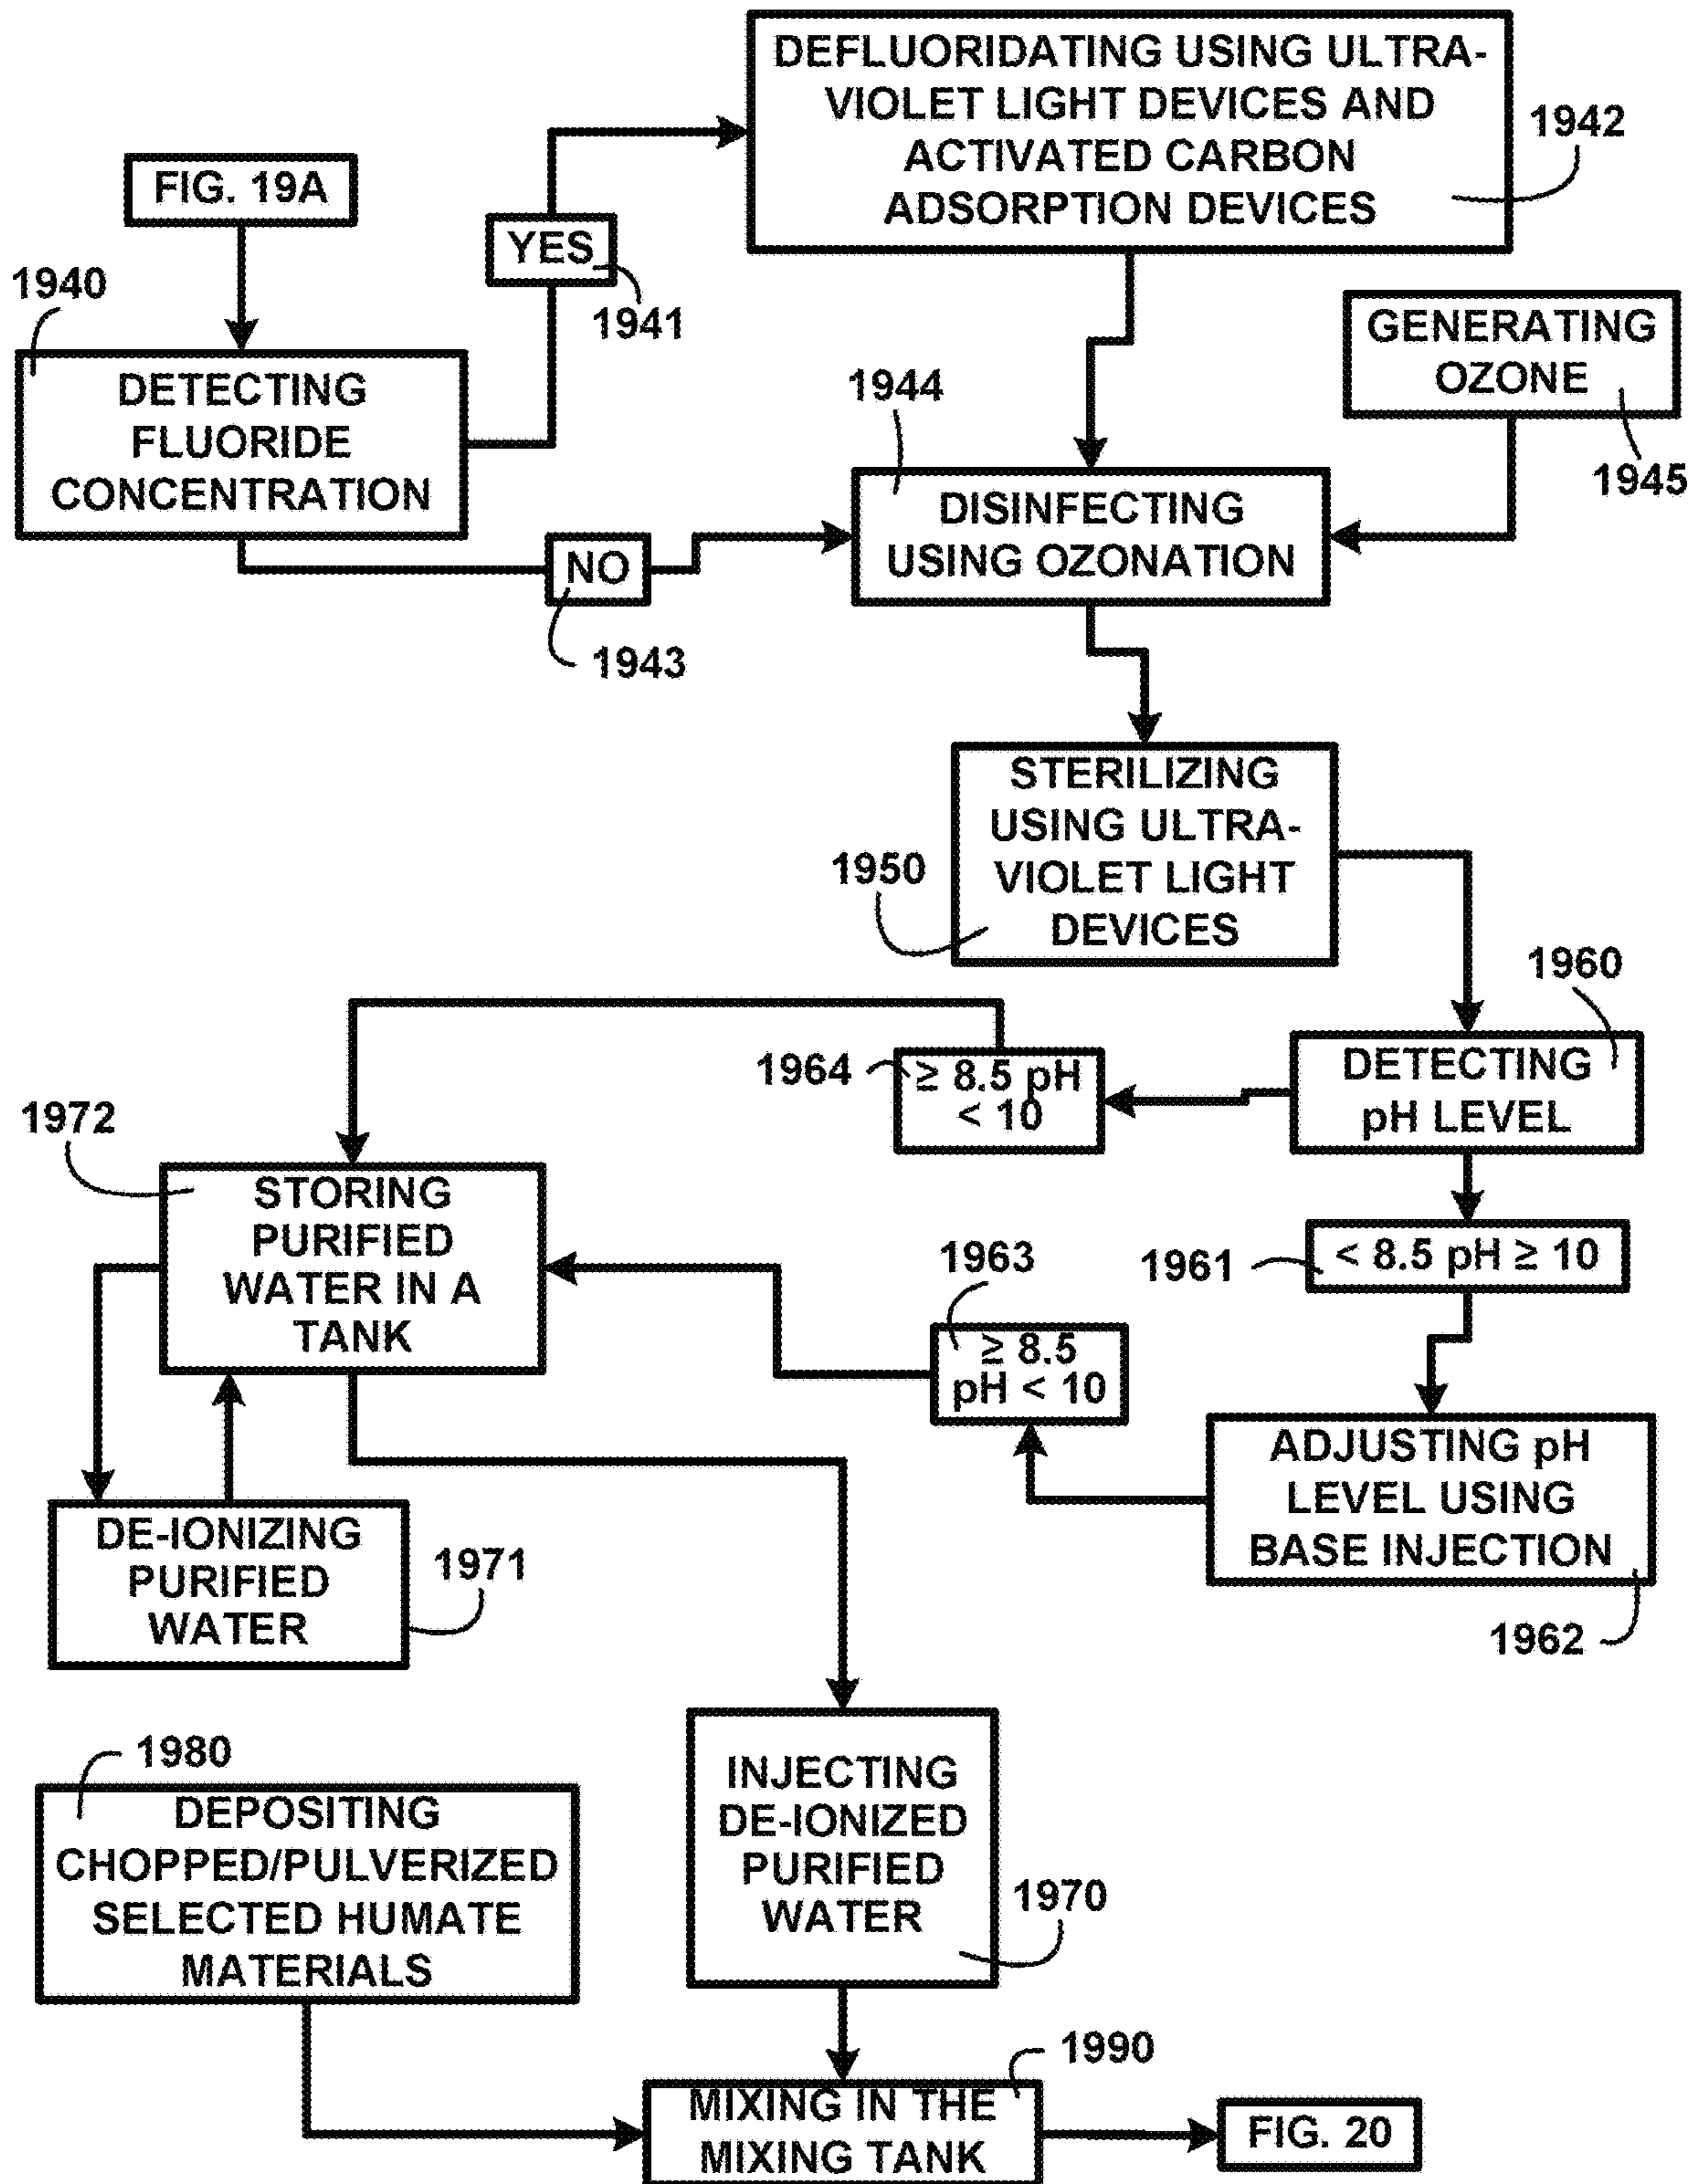 DEFLUORIDATING USING ULTRA-
VIOLET LIGHT DEVICES AND
ACTIVATED CARBON
ADSORPTION DEVICES
1942
FIG. 19A
YES
1941
1940
DETECTING
FLUORIDE
CONCENTRATION
GENERATING
OZONE
1945
1944
DISINFECTING
USING OZONATION
NO
1943
STERILIZING
USING ULTRA-
VIOLET LIGHT
DEVICES
1950
1960
DETECTING
pH LEVEL
1964
≥ 8.5 pH
< 10
1972
STORING
PURIFIED
WATER IN A
TANK
1961
< 8.5 pH ≥ 10
1963
≥ 8.5
pH < 10
ADJUSTING pH
LEVEL USING
BASE INJECTION
1962
DE-IONIZING
PURIFIED
WATER
1971
1980
DEPOSITING
CHOPPED/PULVERIZED
SELECTED HUMATE
MATERIALS
INJECTING
DE-IONIZED
PURIFIED
WATER
1970
1990
MIXING IN THE
MIXING TANK
FIG. 20